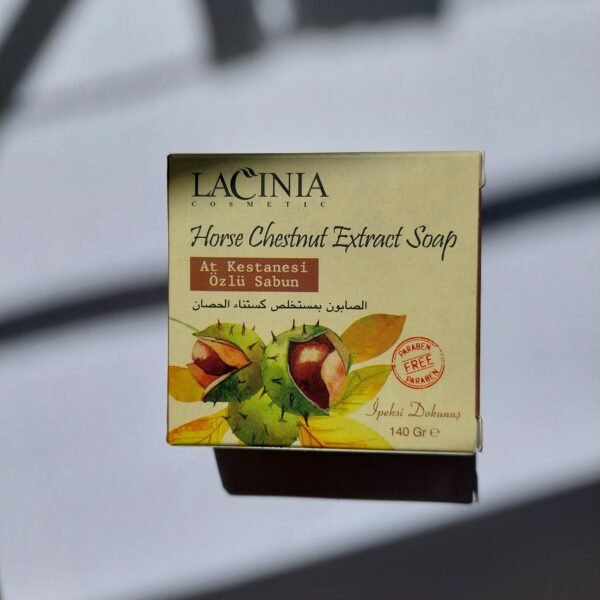 LACINIA
COSMETIC
Horse Chestnut Extract Soap
At Kestanesi
Özlü Sabun
الصابون بمستخلص كستناء الحصان
PARABEN
FREE
PARABEN
İpeksi Dokunuş
140 Gr ℮